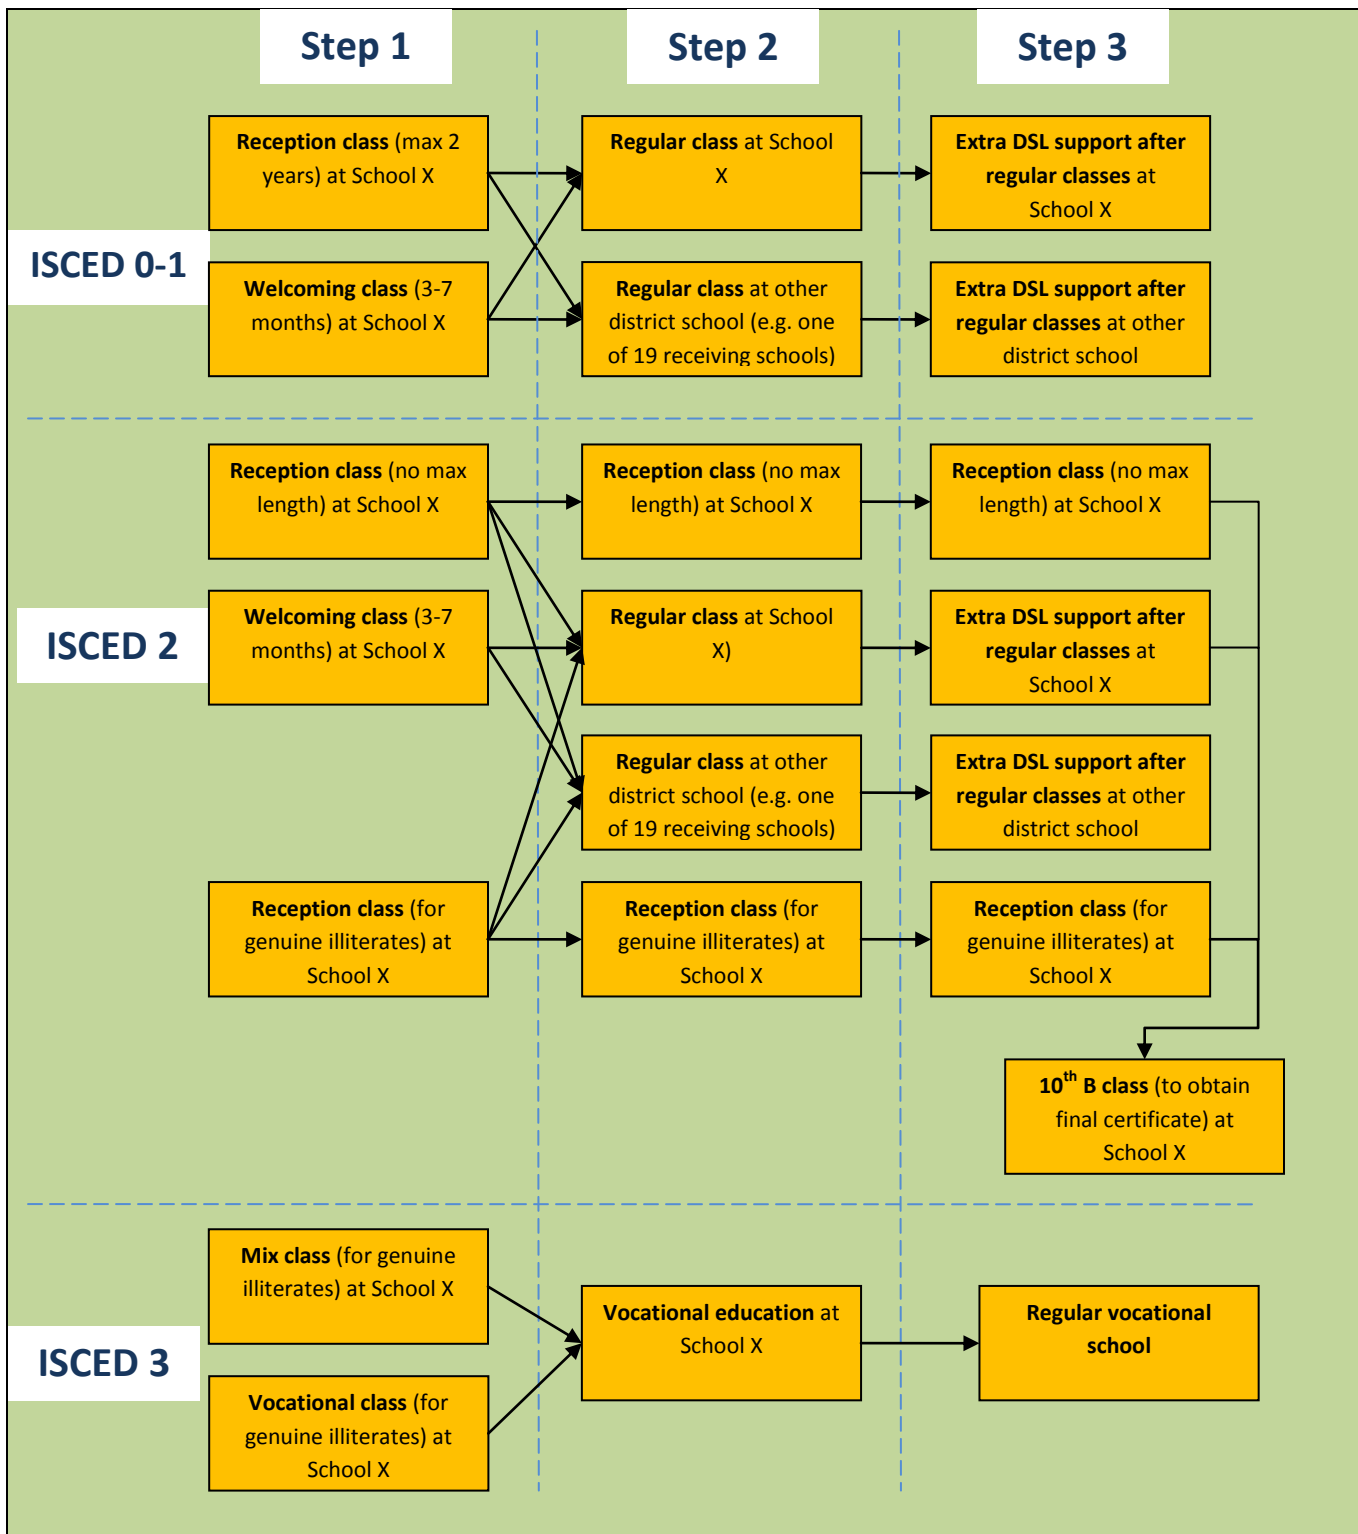 Step 1
Step 2
Step 3
ISCED 0-1
Reception class (max 2
years) at School X
Regular class at School
X
Extra DSL support after
regular classes at
School X
Welcoming class (3-7
months) at School X
Regular class at other
district school (e.g. one
of 19 receiving schools)
Extra DSL support after
regular classes at other
district school
ISCED 2
Reception class (no max
length) at School X
Reception class (no max
length) at School X
Reception class (no max
length) at School X
Welcoming class (3-7
months) at School X
Regular class at School
X)
Extra DSL support after
regular classes at
School X
Regular class at other
district school (e.g. one
of 19 receiving schools)
Extra DSL support after
regular classes at other
district school
Reception class (for
genuine illiterates) at
School X
Reception class (for
genuine illiterates) at
School X
Reception class (for
genuine illiterates) at
School X
10th B class (to obtain
final certificate) at
School X
ISCED 3
Mix class (for genuine
illiterates) at School X
Vocational education at
School X
Regular vocational
school
Vocational class (for
genuine illiterates) at
School X